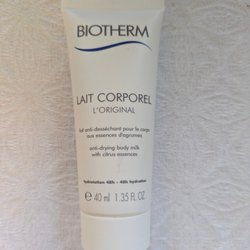 BIOTHERM
LAIT CORPOREL
L'ORIGINAL
lait anti-desséchant pour le corps
aux essences d'agrumes
anti-drying body milk
with citrus essences
hydratation 48h - 48h hydration
e 40 ml 1.35 FL. OZ